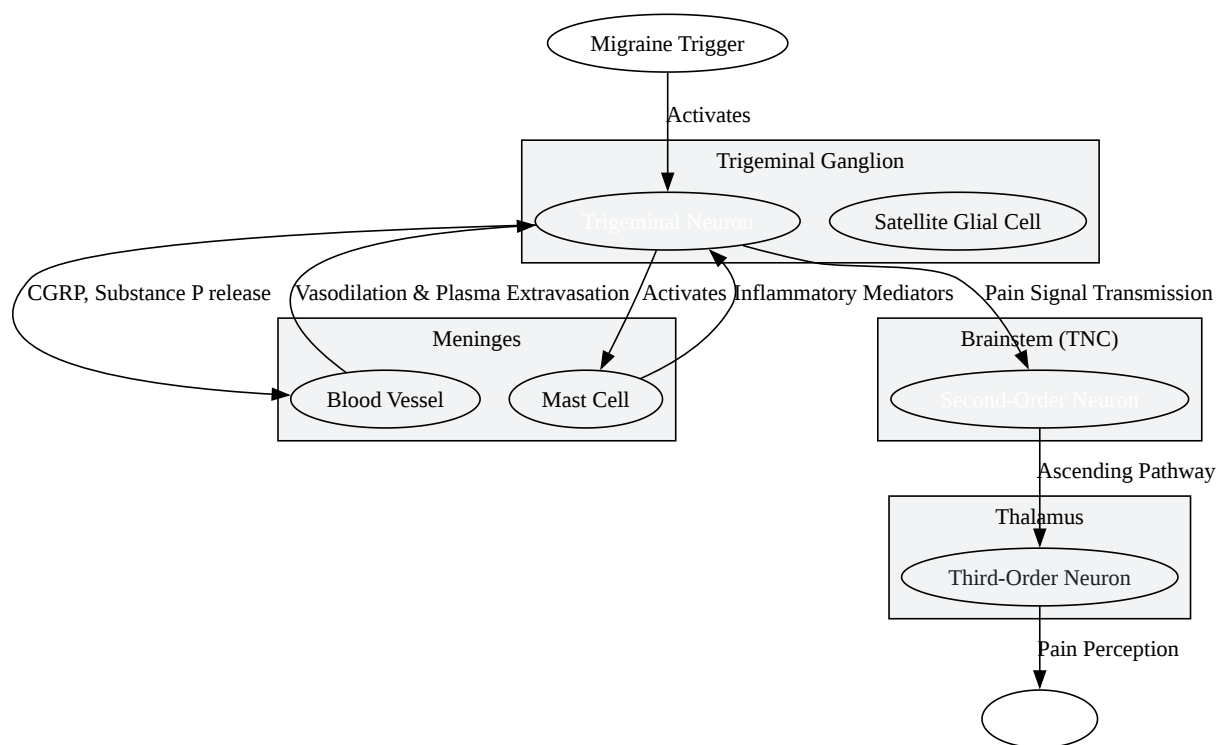 Migraine Trigger
Activates
Trigeminal Ganglion
Trigeminal Neuron
Satellite Glial Cell
CGRP, Substance P release
Vasodilation & Plasma Extravasation
Activates
Inflammatory Mediators
Pain Signal Transmission
Meninges
Brainstem (TNC)
Blood Vessel
Mast Cell
Second-Order Neuron
Ascending Pathway
Thalamus
Third-Order Neuron
Pain Perception